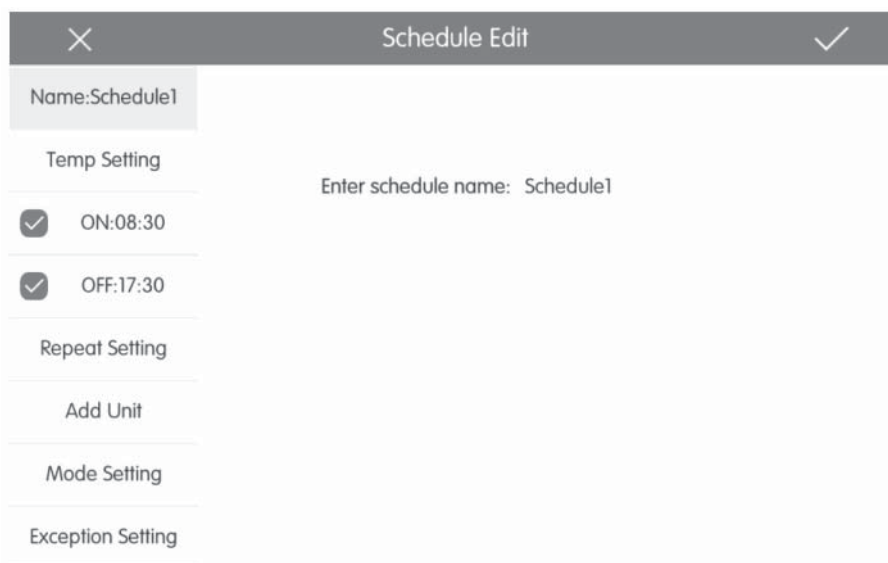 Schedule Edit
Name:Schedule1
Temp Setting
Enter schedule name: Schedule1
ON:08:30
OFF:17:30
Repeat Setting
Add Unit
Mode Setting
Exception Setting